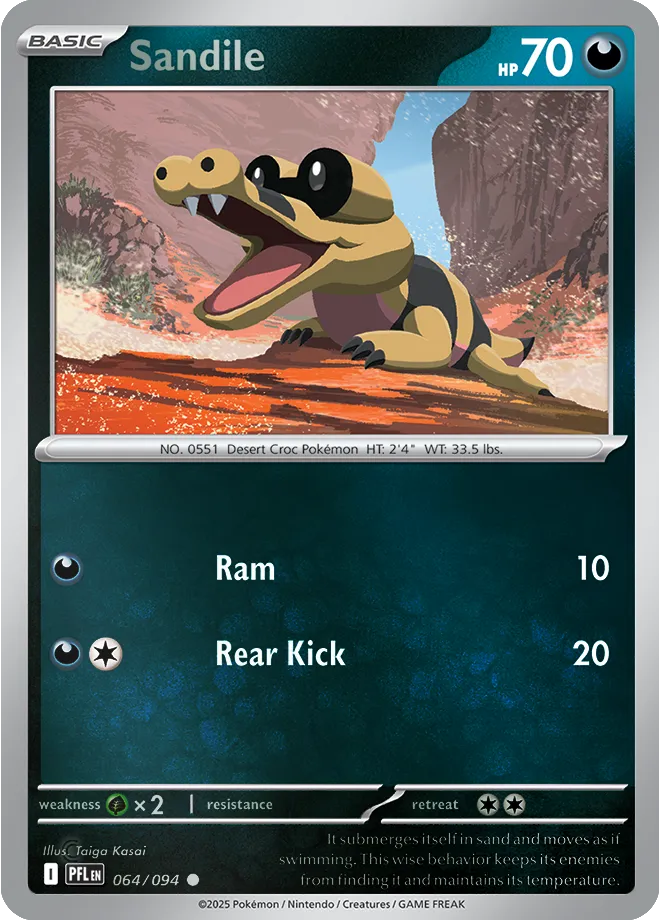 BASIC Sandile HP 70
NO. 0551 Desert Croc Pokémon HT: 2'4" WT: 33.5 lbs.
Ram 10
Rear Kick 20
weakness × 2 resistance retreat
It submerges itself in sand and moves as if
swimming. This wise behavior keeps its enemies
from finding it and maintains its temperature.
Illus. Taiga Kasai
I PFL EN 064/094
©2025 Pokémon / Nintendo / Creatures / GAME FREAK